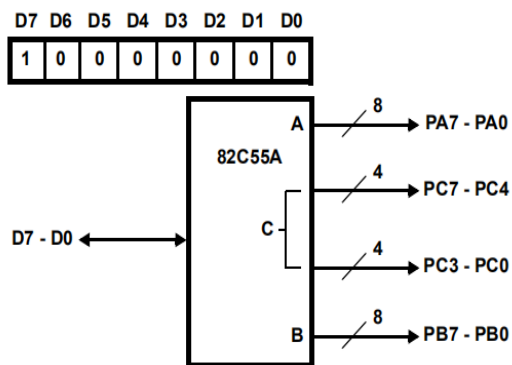 D7 D6 D5 D4 D3 D2 D1 D0
1 0 0 0 0 0 0 0
A 8 PA7 - PA0
82C55A
4 PC7 - PC4
D7 - D0 C
4 PC3 - PC0
B 8 PB7 - PB0